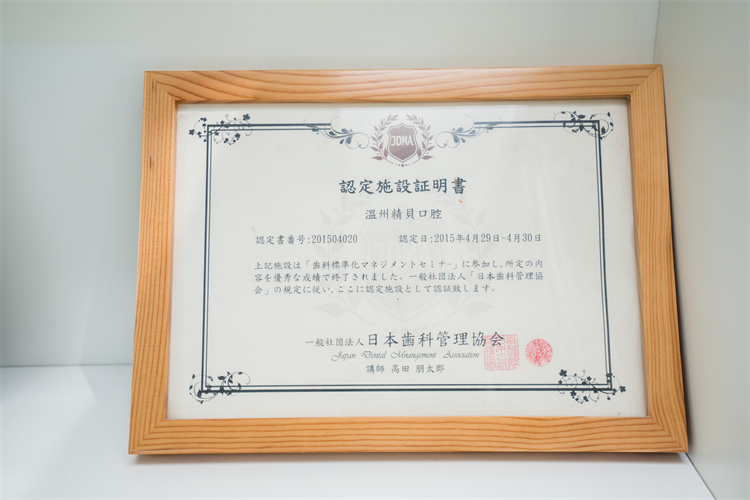 JDMA
認定施設証明書
温州精貝口腔
認定書番号:201504020 認定日:2015年4月29日~4月30日
上記施設は「歯科標準化マネジメントセミナー」に参加し、所定の内
容を優秀な成績で終了されました。一般社団法人「日本歯科管理協
会」の規定に従い、ここに認定施設として認証致します。
一般社団法人日本歯科管理協会
Japan Dental Mnangement Association
講師 高田 朋太郎